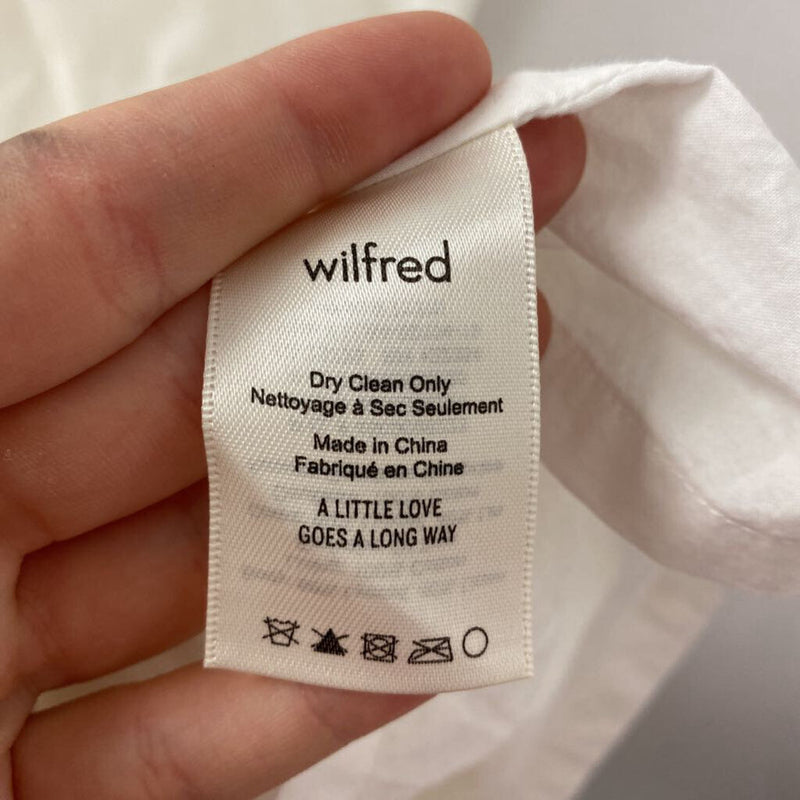 wilfred
Dry Clean Only
Nettoyage à Sec Seulement
Made in China
Fabriqué en Chine
A LITTLE LOVE
GOES A LONG WAY